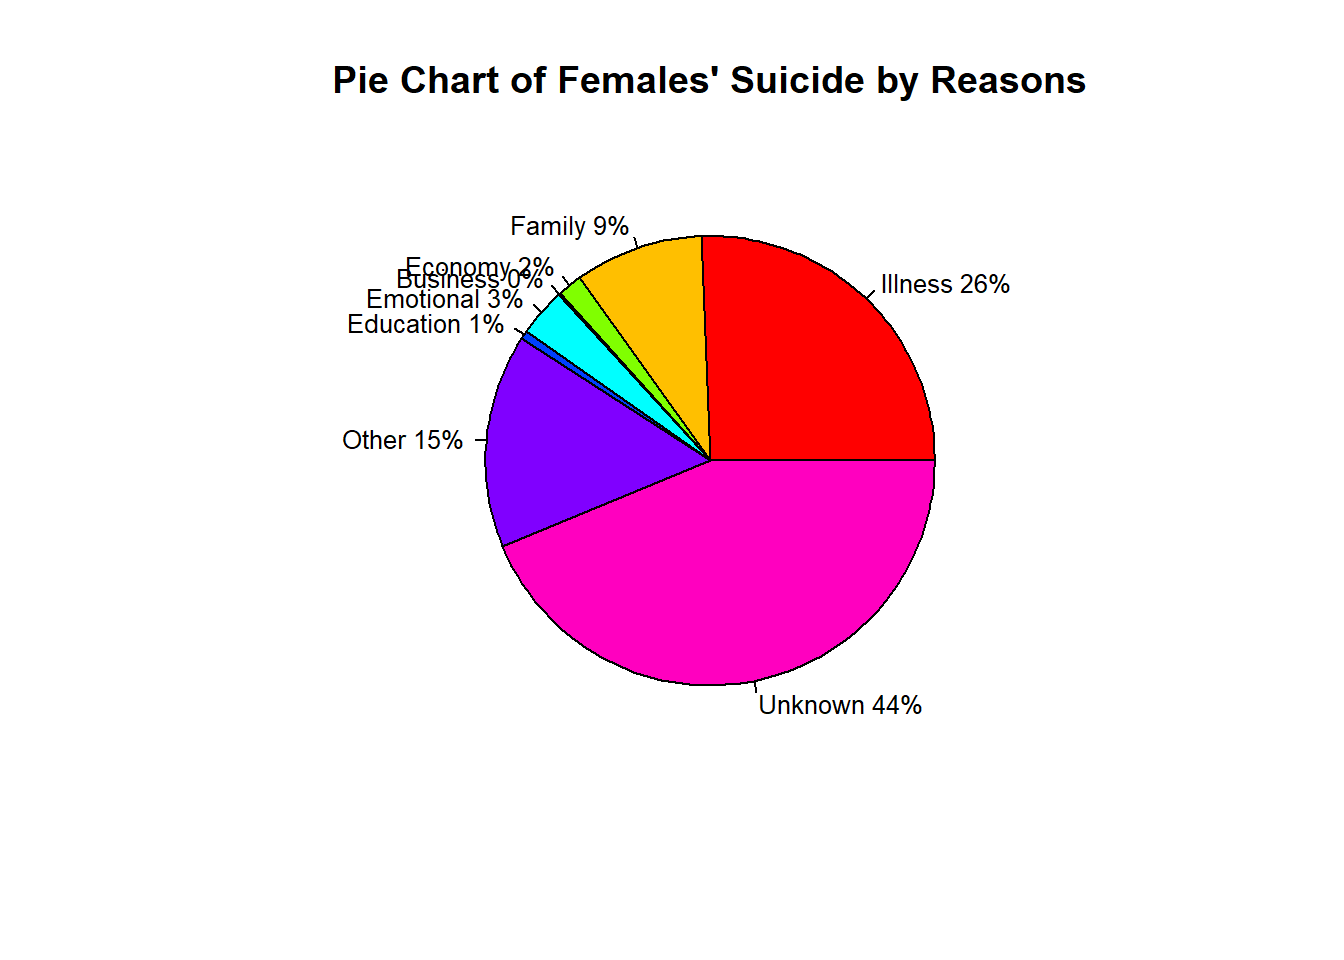 Pie Chart of Females' Suicide by Reasons
Family 9%
Economy 2%
Business 0%
Illness 26%
Emotional 3%
Education 1%
Other 15%
Unknown 44%